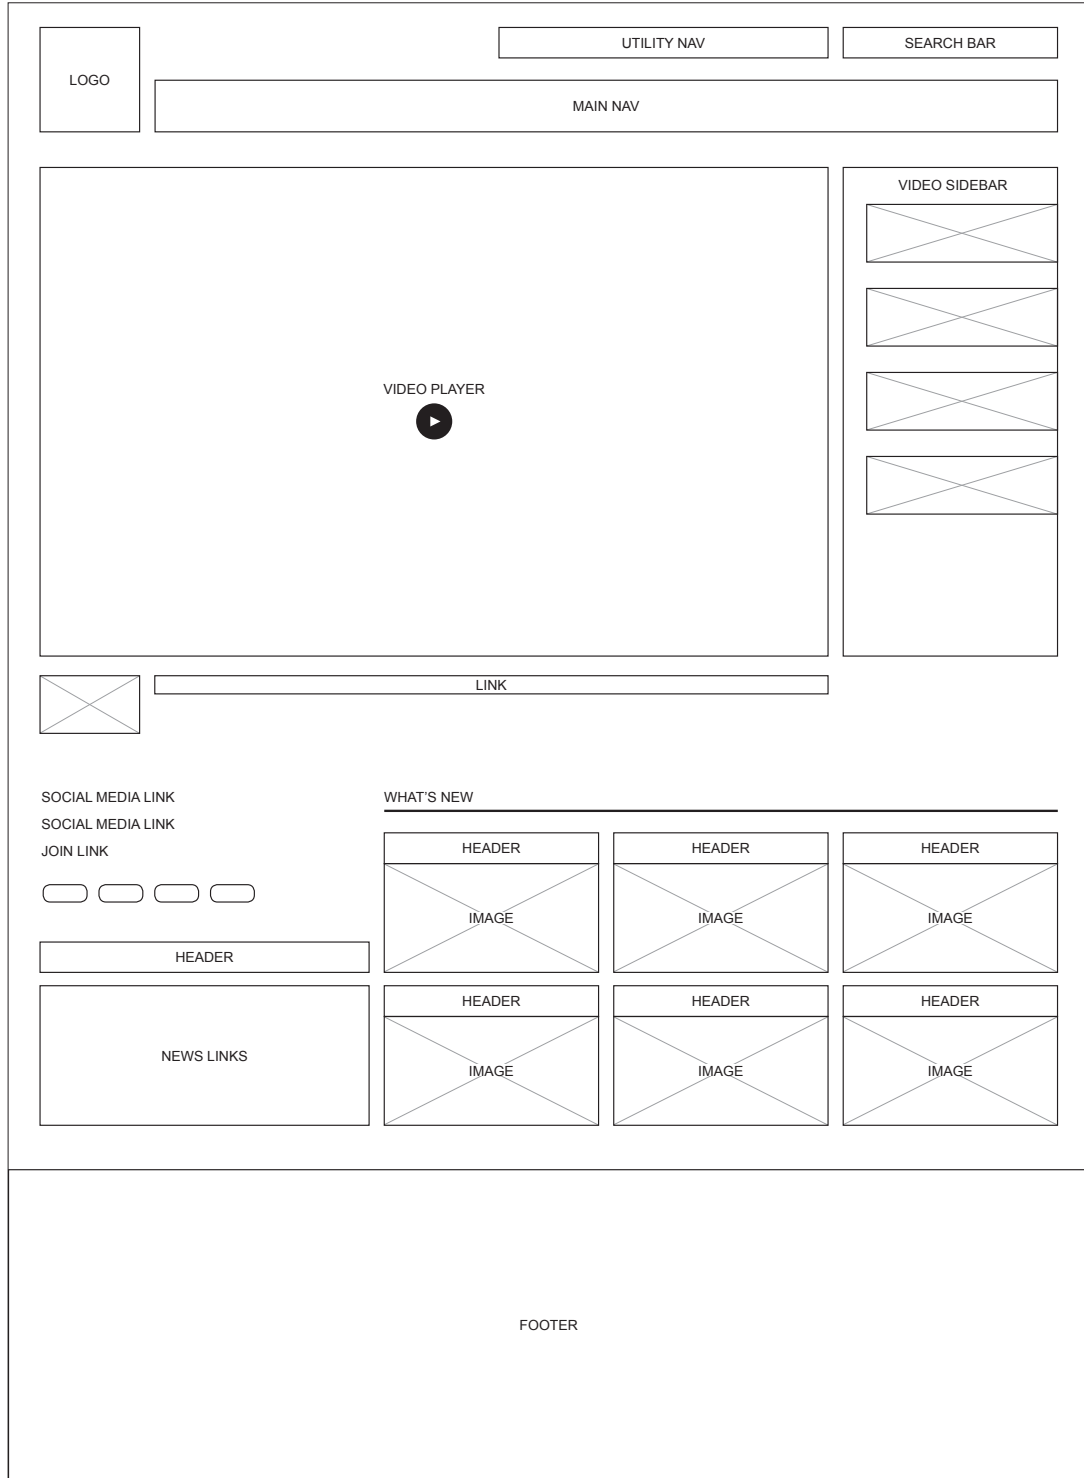 LOGO
UTILITY NAV
SEARCH BAR
MAIN NAV
VIDEO PLAYER
VIDEO SIDEBAR
LINK
SOCIAL MEDIA LINK
SOCIAL MEDIA LINK
JOIN LINK
HEADER
NEWS LINKS
WHAT'S NEW
HEADER
HEADER
HEADER
IMAGE
IMAGE
IMAGE
HEADER
HEADER
HEADER
IMAGE
IMAGE
IMAGE
FOOTER